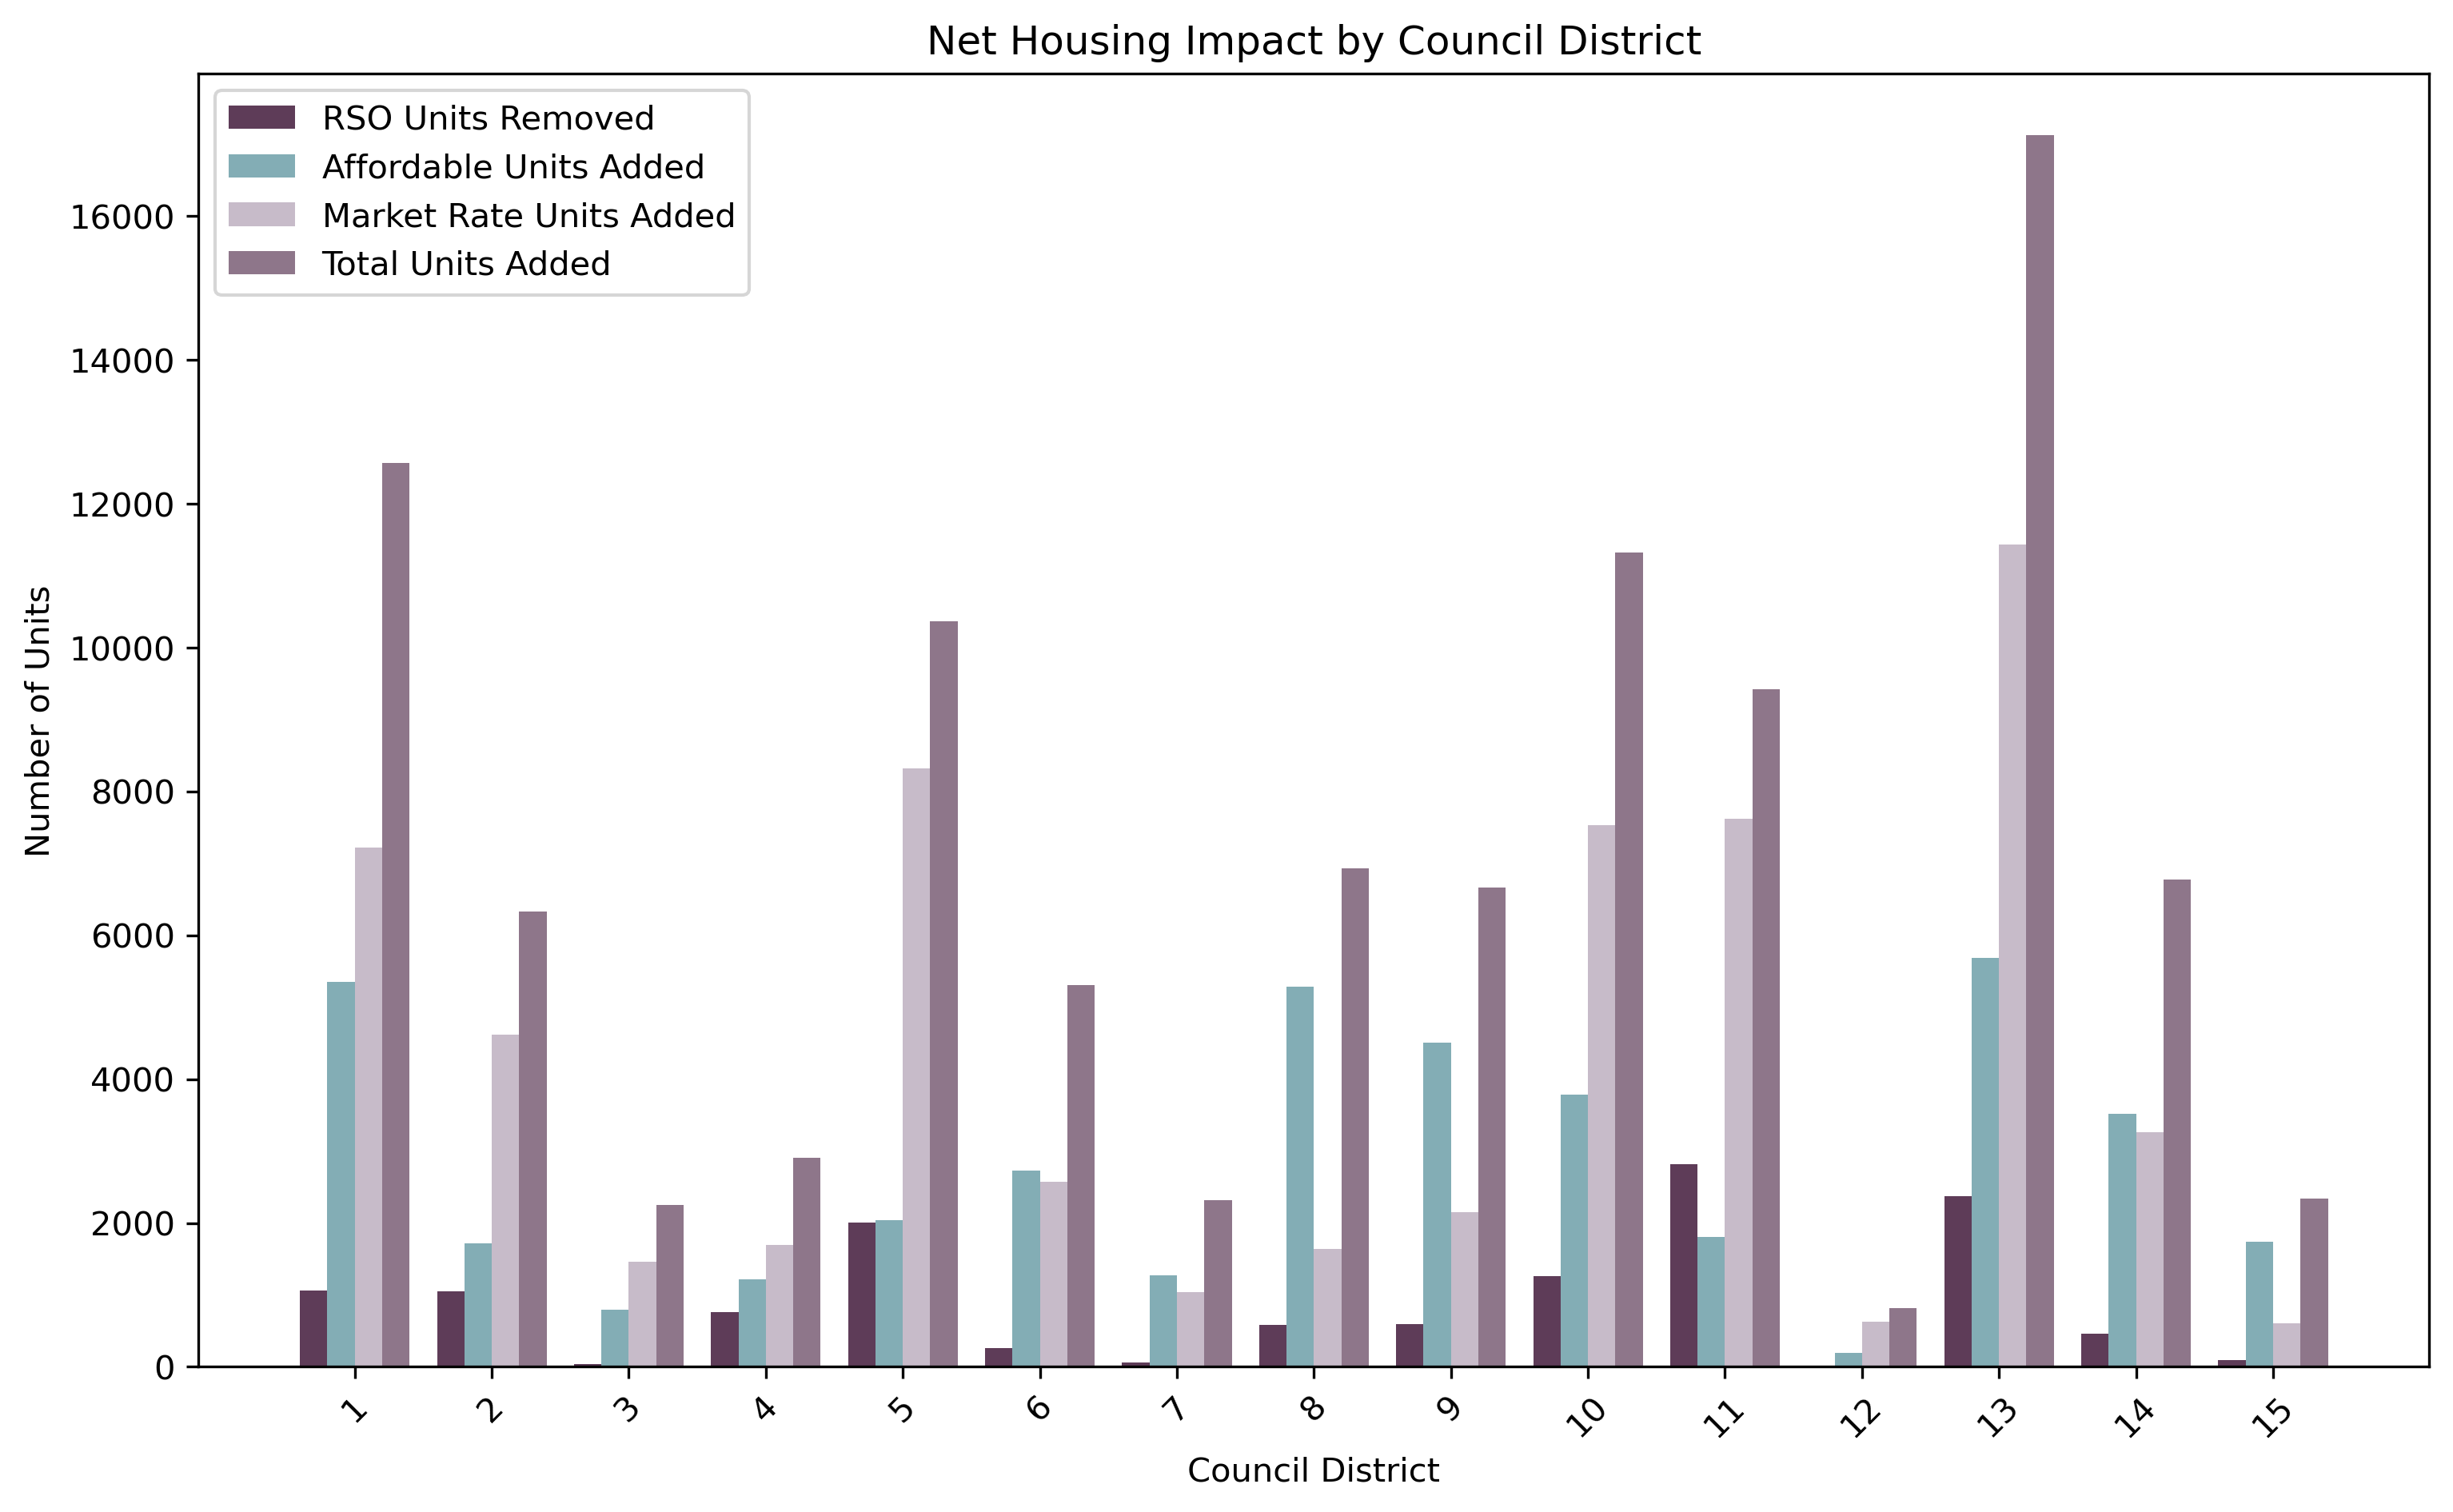 Net Housing Impact by Council District
RSO Units Removed
Affordable Units Added
Market Rate Units Added
Total Units Added
Number of Units
16000
14000
12000
10000
8000
6000
4000
2000
0
1 2 3 4 5 6 7 8 9 10 11 12 13 14 15
Council District